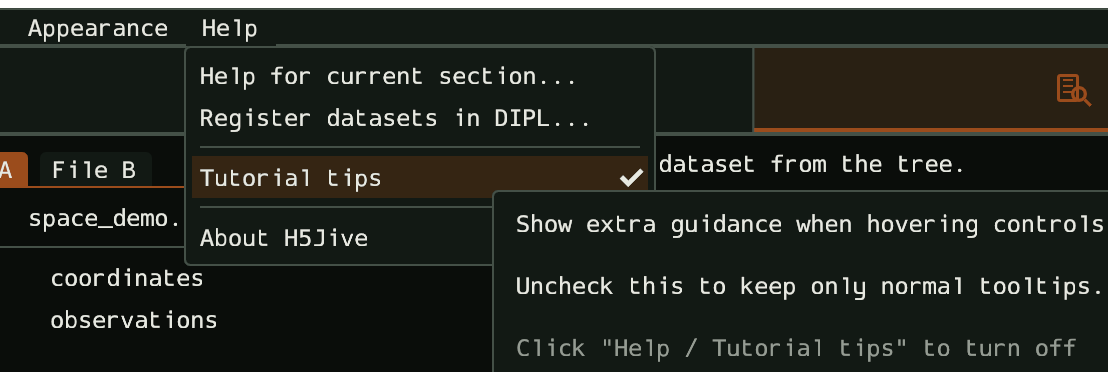 Appearance Help
Help for current section...
Register datasets in DIPL...
A File B
Tutorial tips
dataset from the tree.
space_demo.
About H5Jive
Show extra guidance when hovering controls
coordinates
Uncheck this to keep only normal tooltips.
observations
Click "Help / Tutorial tips" to turn off